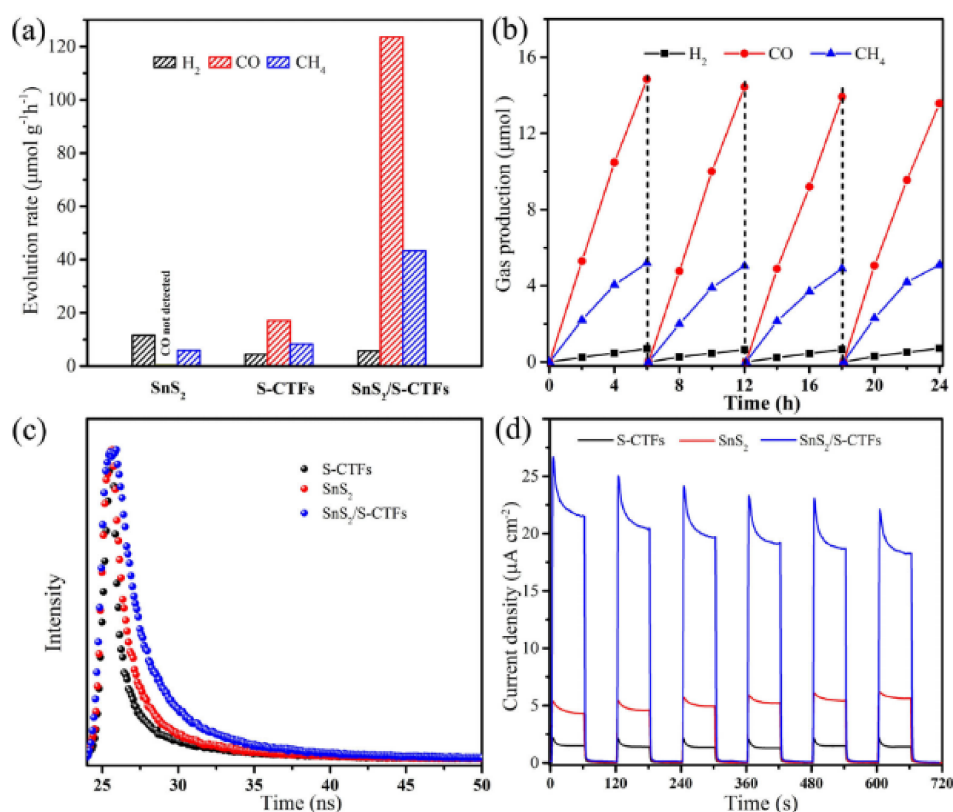 (a)
H₂ CO CH₄
Evolution rate (μmol g⁻¹h⁻¹)
120
100
80
60
40
20
0
CO not detected
SnS₂ S-CTFs SnS₂/S-CTFs
(b)
H₂ CO CH₄
Gas production (μmol )
16
12
8
4
0
0 4 8 12 16 20 24
Time (h)
(c)
S-CTFs
SnS₂
SnS₂/S-CTFs
Intensity
25 30 35 40 45 50
Time (ns)
(d)
S-CTFs SnS₂ SnS₂/S-CTFs
Current density (μA cm⁻²)
25
20
15
10
5
0
0 120 240 360 480 600 720
Time (s)